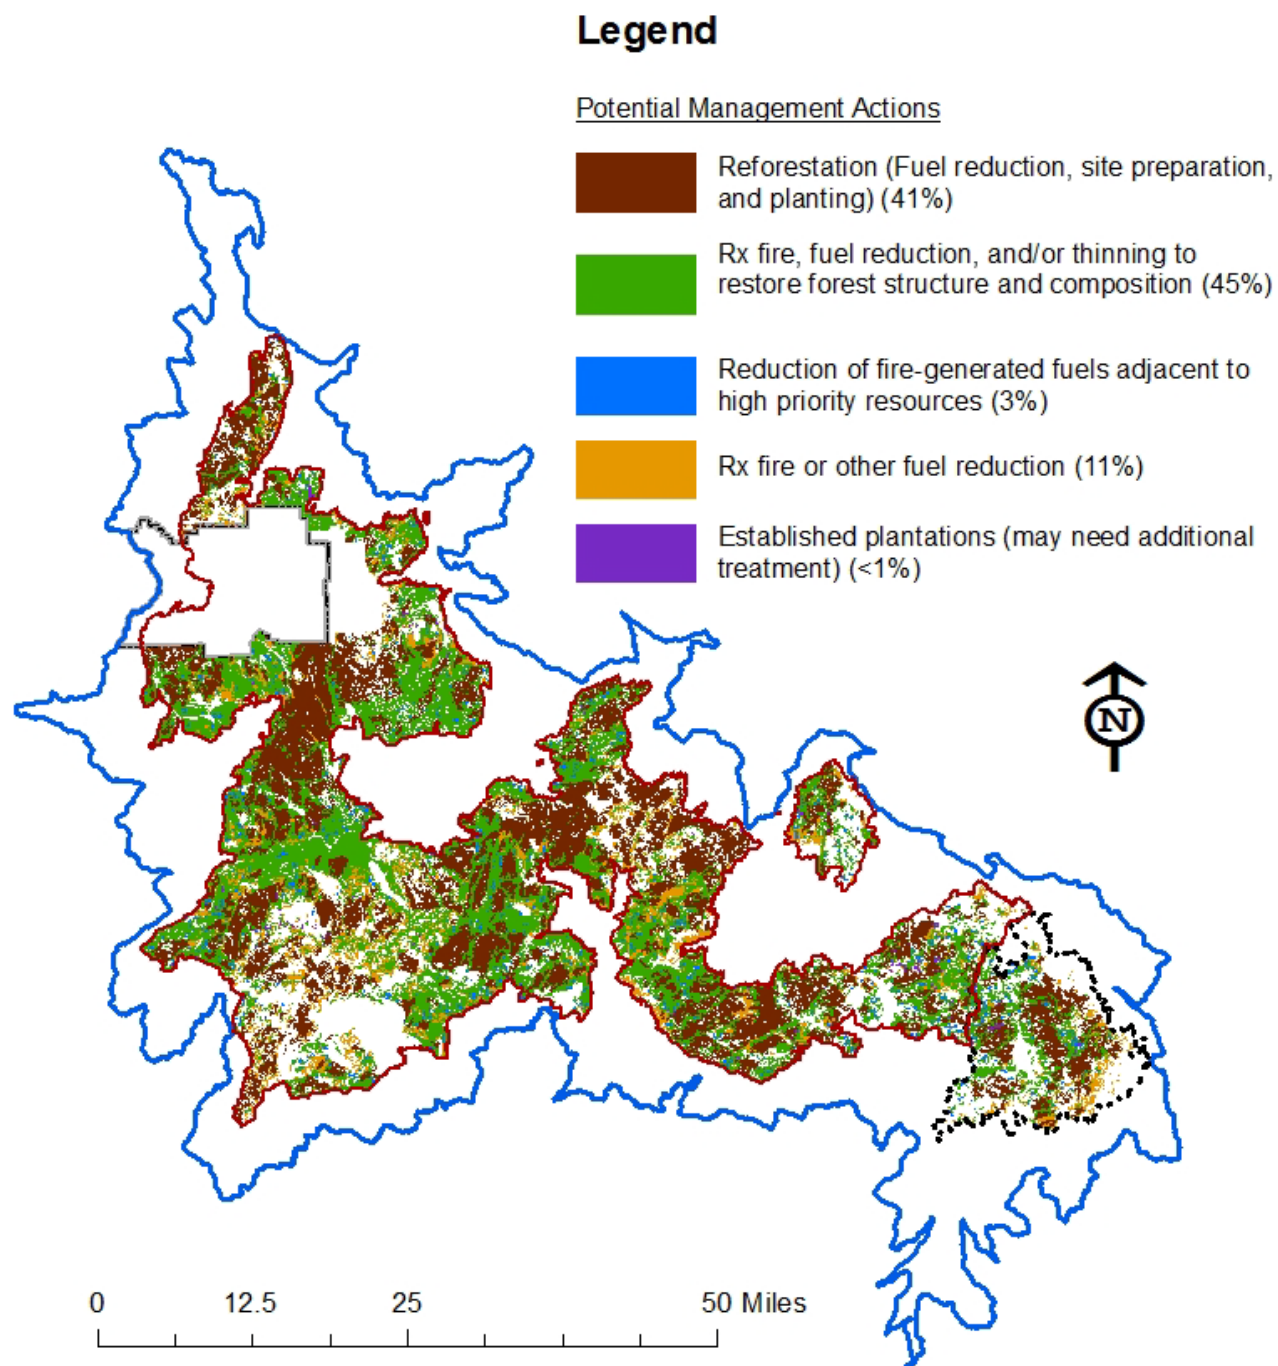 Legend
Potential Management Actions
Reforestation (Fuel reduction, site preparation,
and planting) (41%)
Rx fire, fuel reduction, and/or thinning to
restore forest structure and composition (45%)
Reduction of fire-generated fuels adjacent to
high priority resources (3%)
Rx fire or other fuel reduction (11%)
Established plantations (may need additional
treatment) (<1%)
N
0 12.5 25 50 Miles